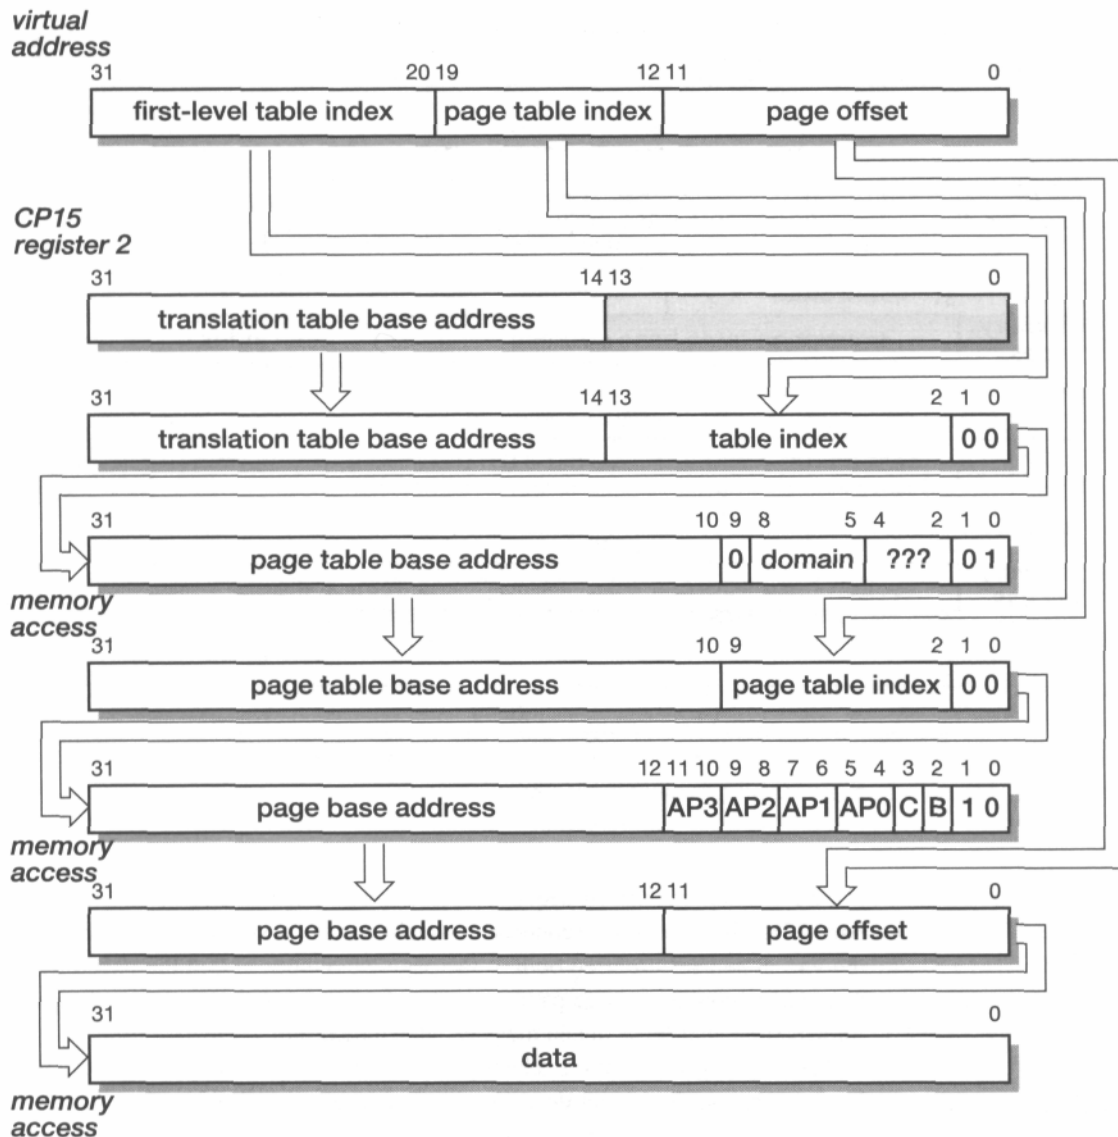 virtual
address
31 20 19 12 11 0
first-level table index page table index page offset
CP15
register 2
31 14 13 0
translation table base address
31 14 13 2 1 0
translation table base address table index 0 0
31 10 9 8 5 4 2 1 0
page table base address 0 domain ??? 0 1
memory
access
31 10 9 2 1 0
page table base address page table index 0 0
31 12 11 10 9 8 7 6 5 4 3 2 1 0
page base address AP3 AP2 AP1 AP0 C B 1 0
memory
access
31 12 11 0
page base address page offset
31 0
data
memory
access